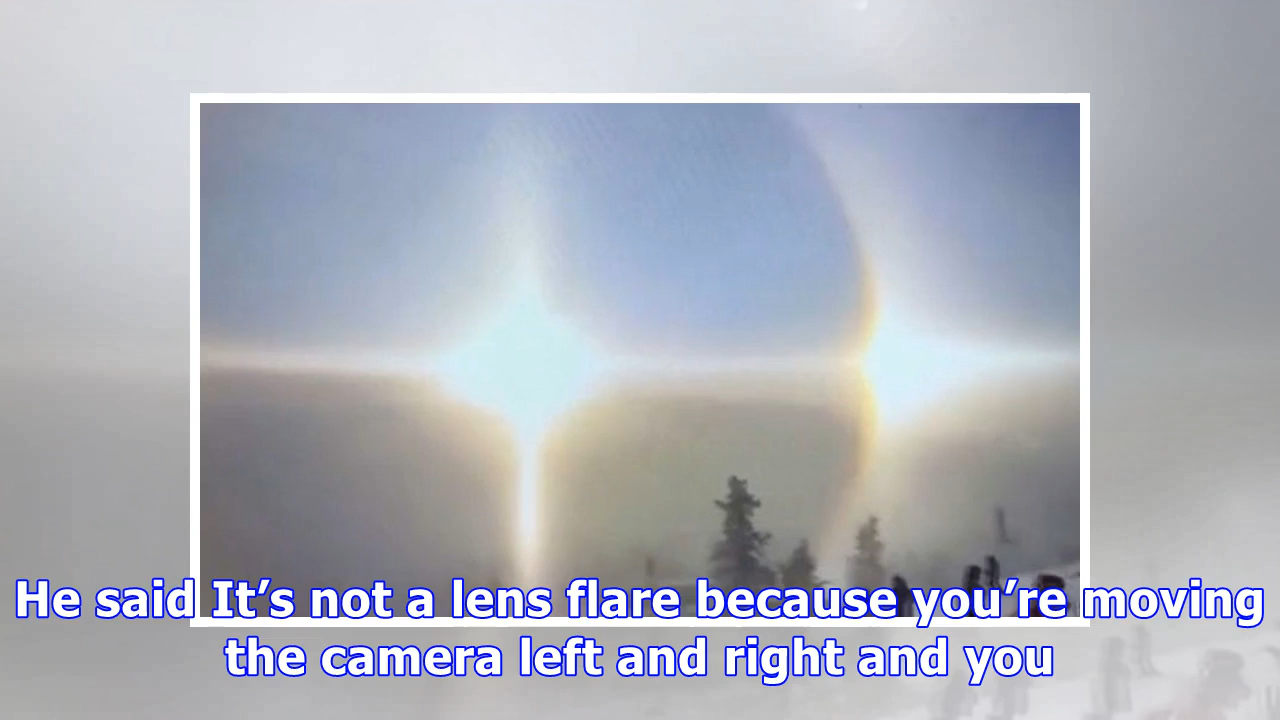 He said It’s not a lens flare because you’re moving
the camera left and right and you